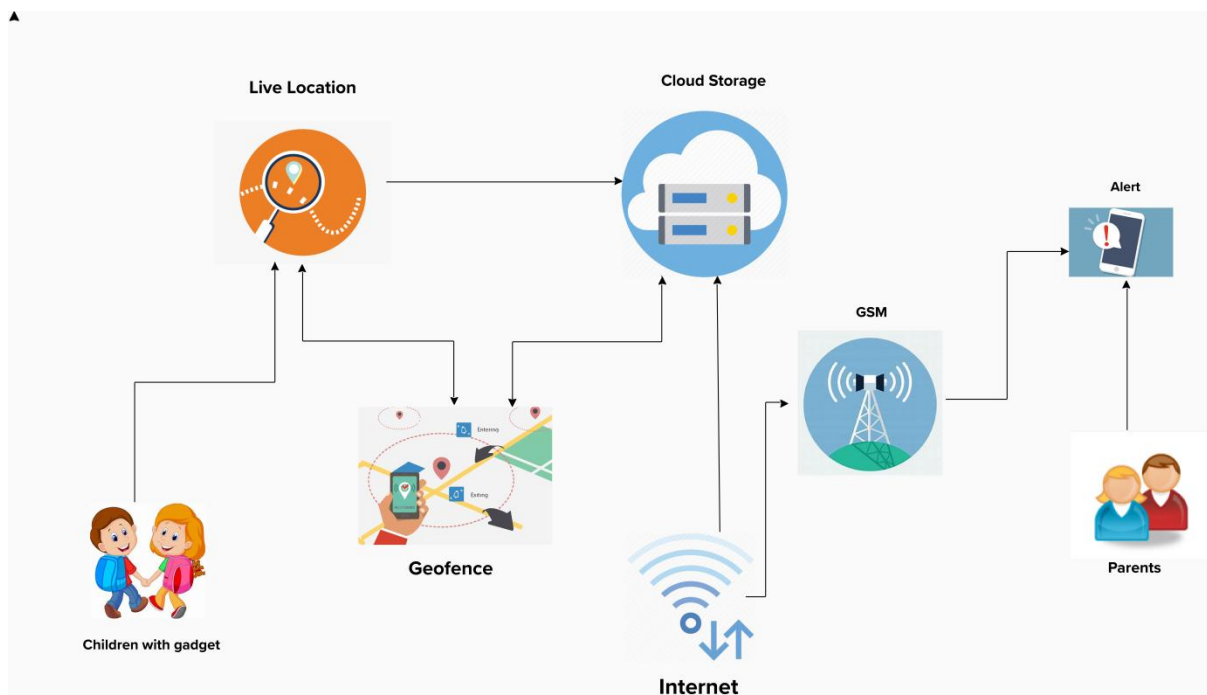 Live Location
Cloud Storage
Alert
GSM
Entering
Exiting
Geofence
Parents
Children with gadget
Internet